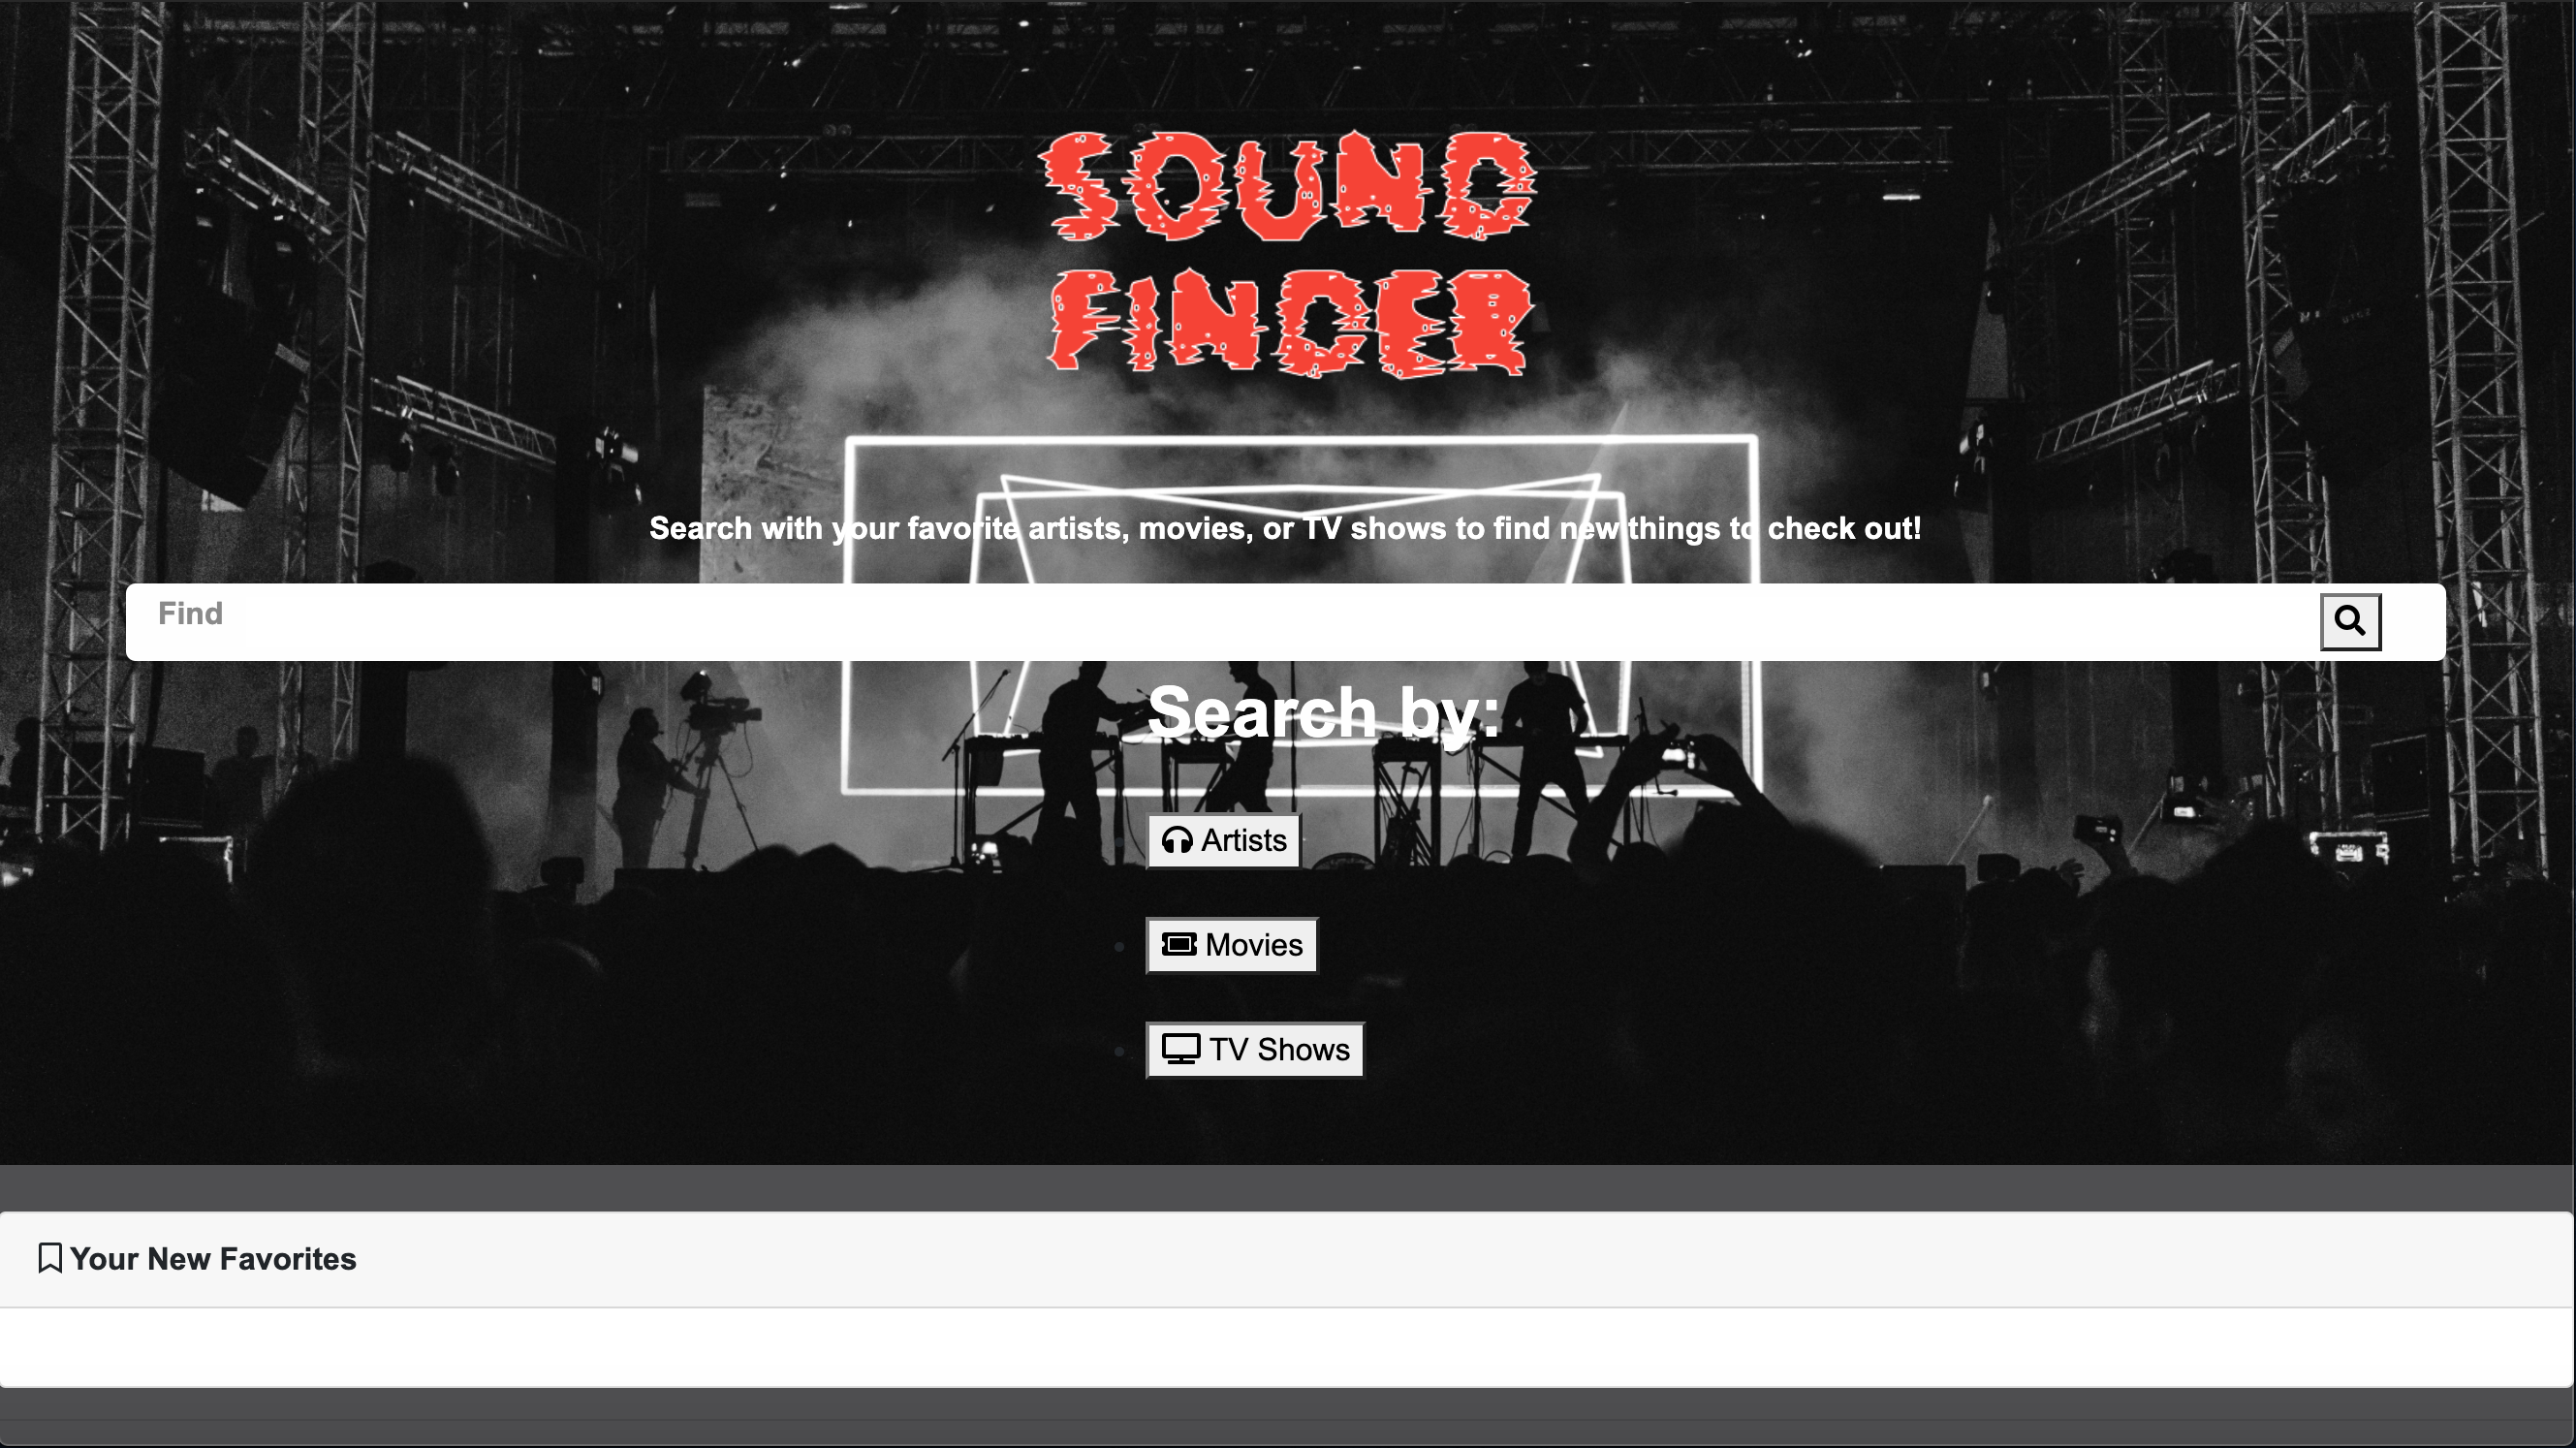 SOUND
FINDER
Search with your favorite artists, movies, or TV shows to find new things to check out!
Find
Search by:
Artists
Movies
TV Shows
Your New Favorites